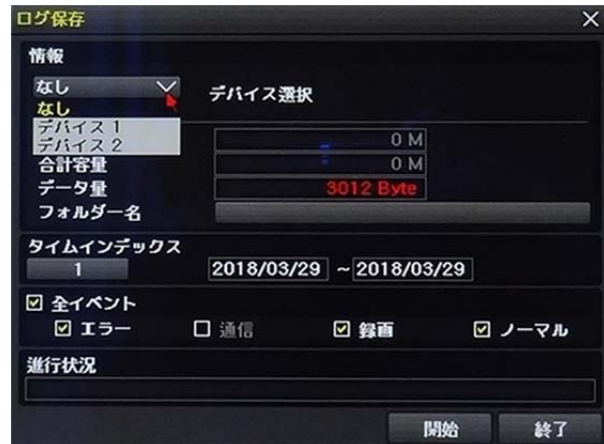 ログ保存
情報
なし デバイス選択
なし
デバイス 1
デバイス 2
0 M
合計容量 0 M
データ量 3012 Byte
フォルダー名
タイムインデックス
1 2018/03/29 ~ 2018/03/29
全イベント
エラー 通信 録画 ノーマル
進行状況
開始 終了